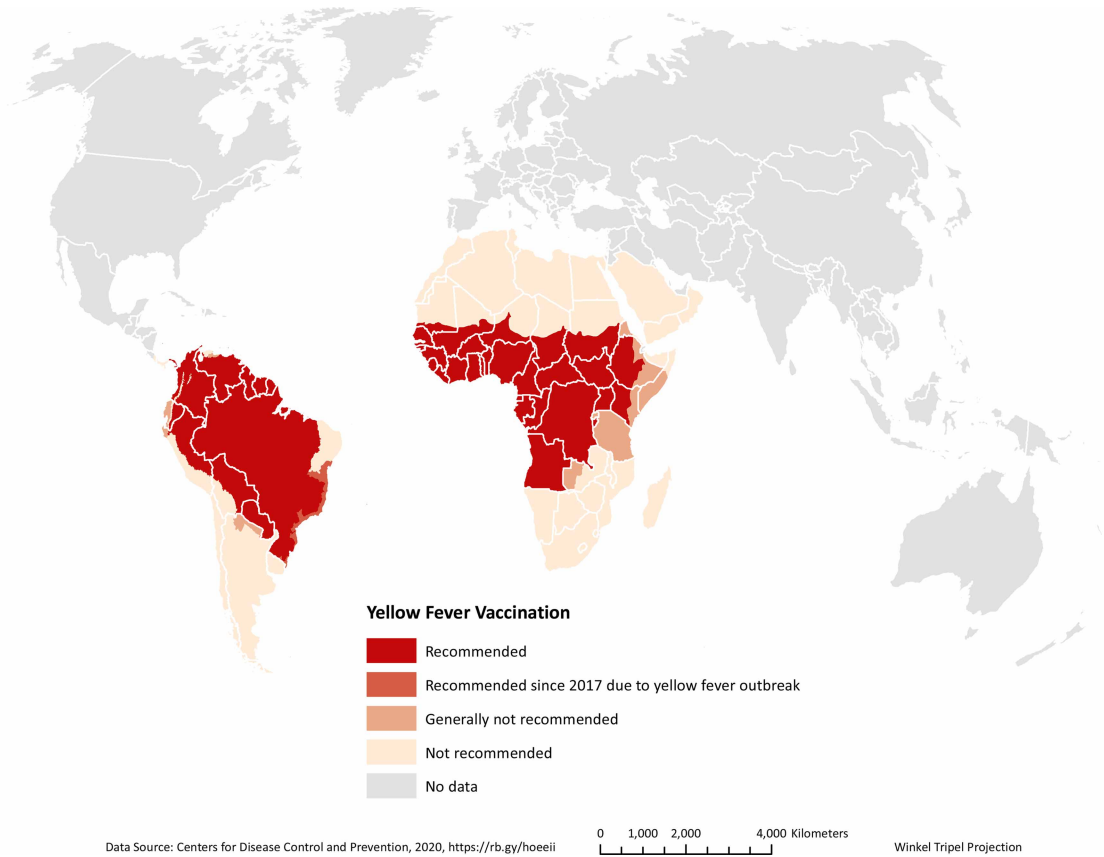 Yellow Fever Vaccination
Recommended
Recommended since 2017 due to yellow fever outbreak
Generally not recommended
Not recommended
No data
0 1,000 2,000 4,000 Kilometers
Data Source: Centers for Disease Control and Prevention, 2020, https://rb.gy/hoeeii
Winkel Tripel Projection